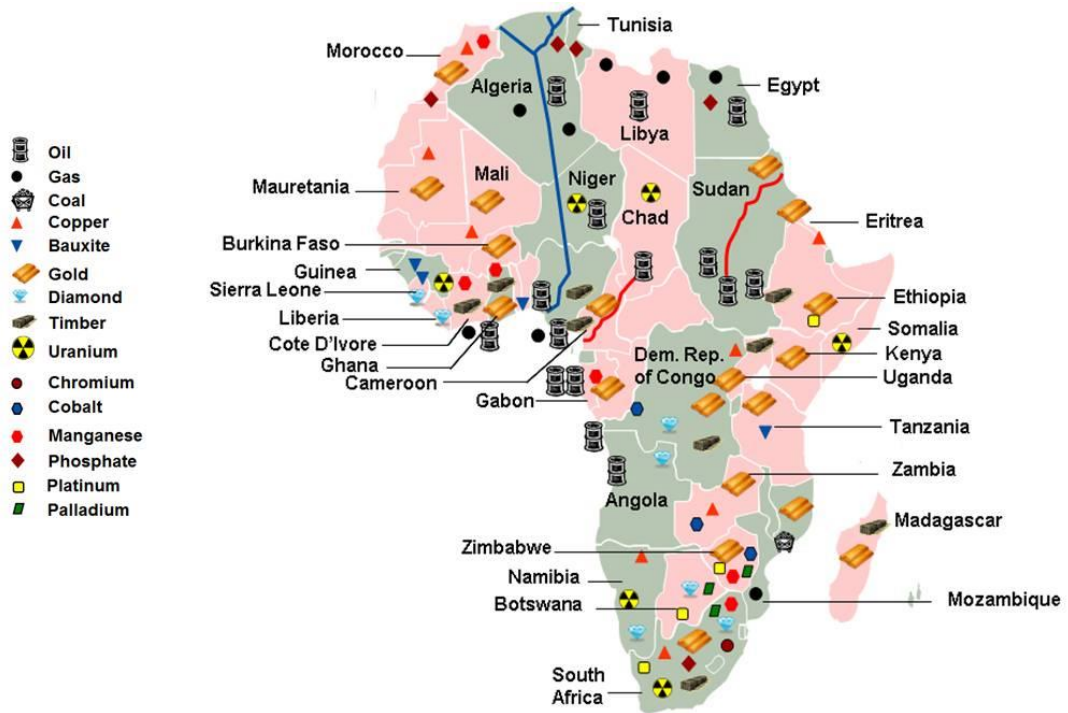 Oil
Gas
Coal
Copper
Bauxite
Gold
Diamond
Timber
Uranium
Chromium
Cobalt
Manganese
Phosphate
Platinum
Palladium
Tunisia
Morocco
Algeria
Egypt
Libya
Mauretania
Mali
Niger
Chad
Sudan
Eritrea
Burkina Faso
Guinea
Sierra Leone
Liberia
Cote D'Ivore
Ghana
Cameroon
Gabon
Ethiopia
Somalia
Kenya
Uganda
Dem. Rep.
of Congo
Tanzania
Zambia
Angola
Madagascar
Zimbabwe
Namibia
Botswana
Mozambique
South
Africa